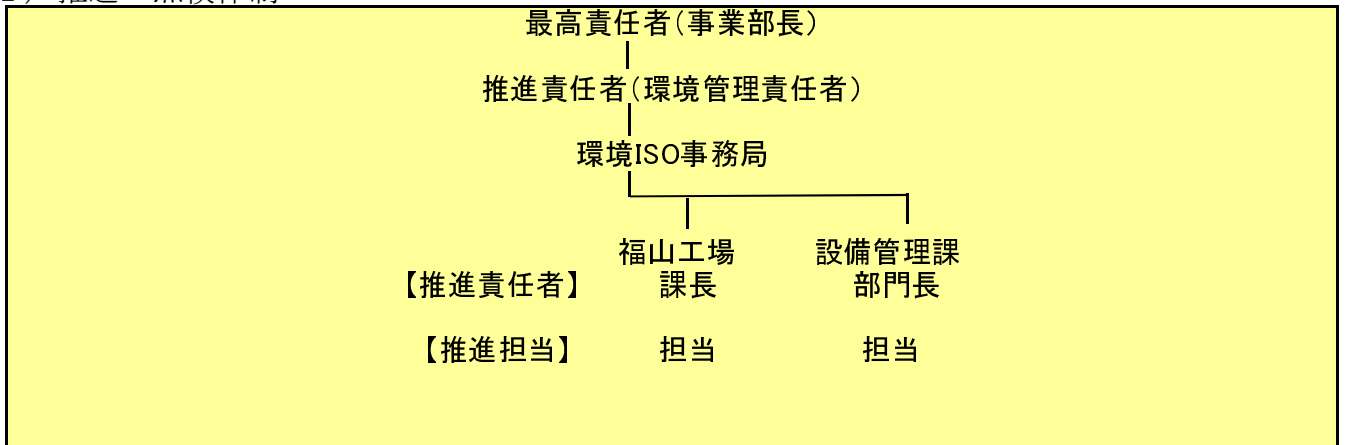 最高責任者(事業部長)
推進責任者(環境管理責任者)
環境ISO事務局
福山工場 設備管理課
【推進責任者】 課長 部門長
【推進担当】 担当 担当